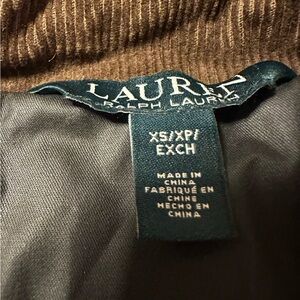 LAUREN
RALPH LAUREN
XS/XP/
EXCH
MADE IN
CHINA
FABRIQUÉ EN
CHINE
HECHO EN
CHINA